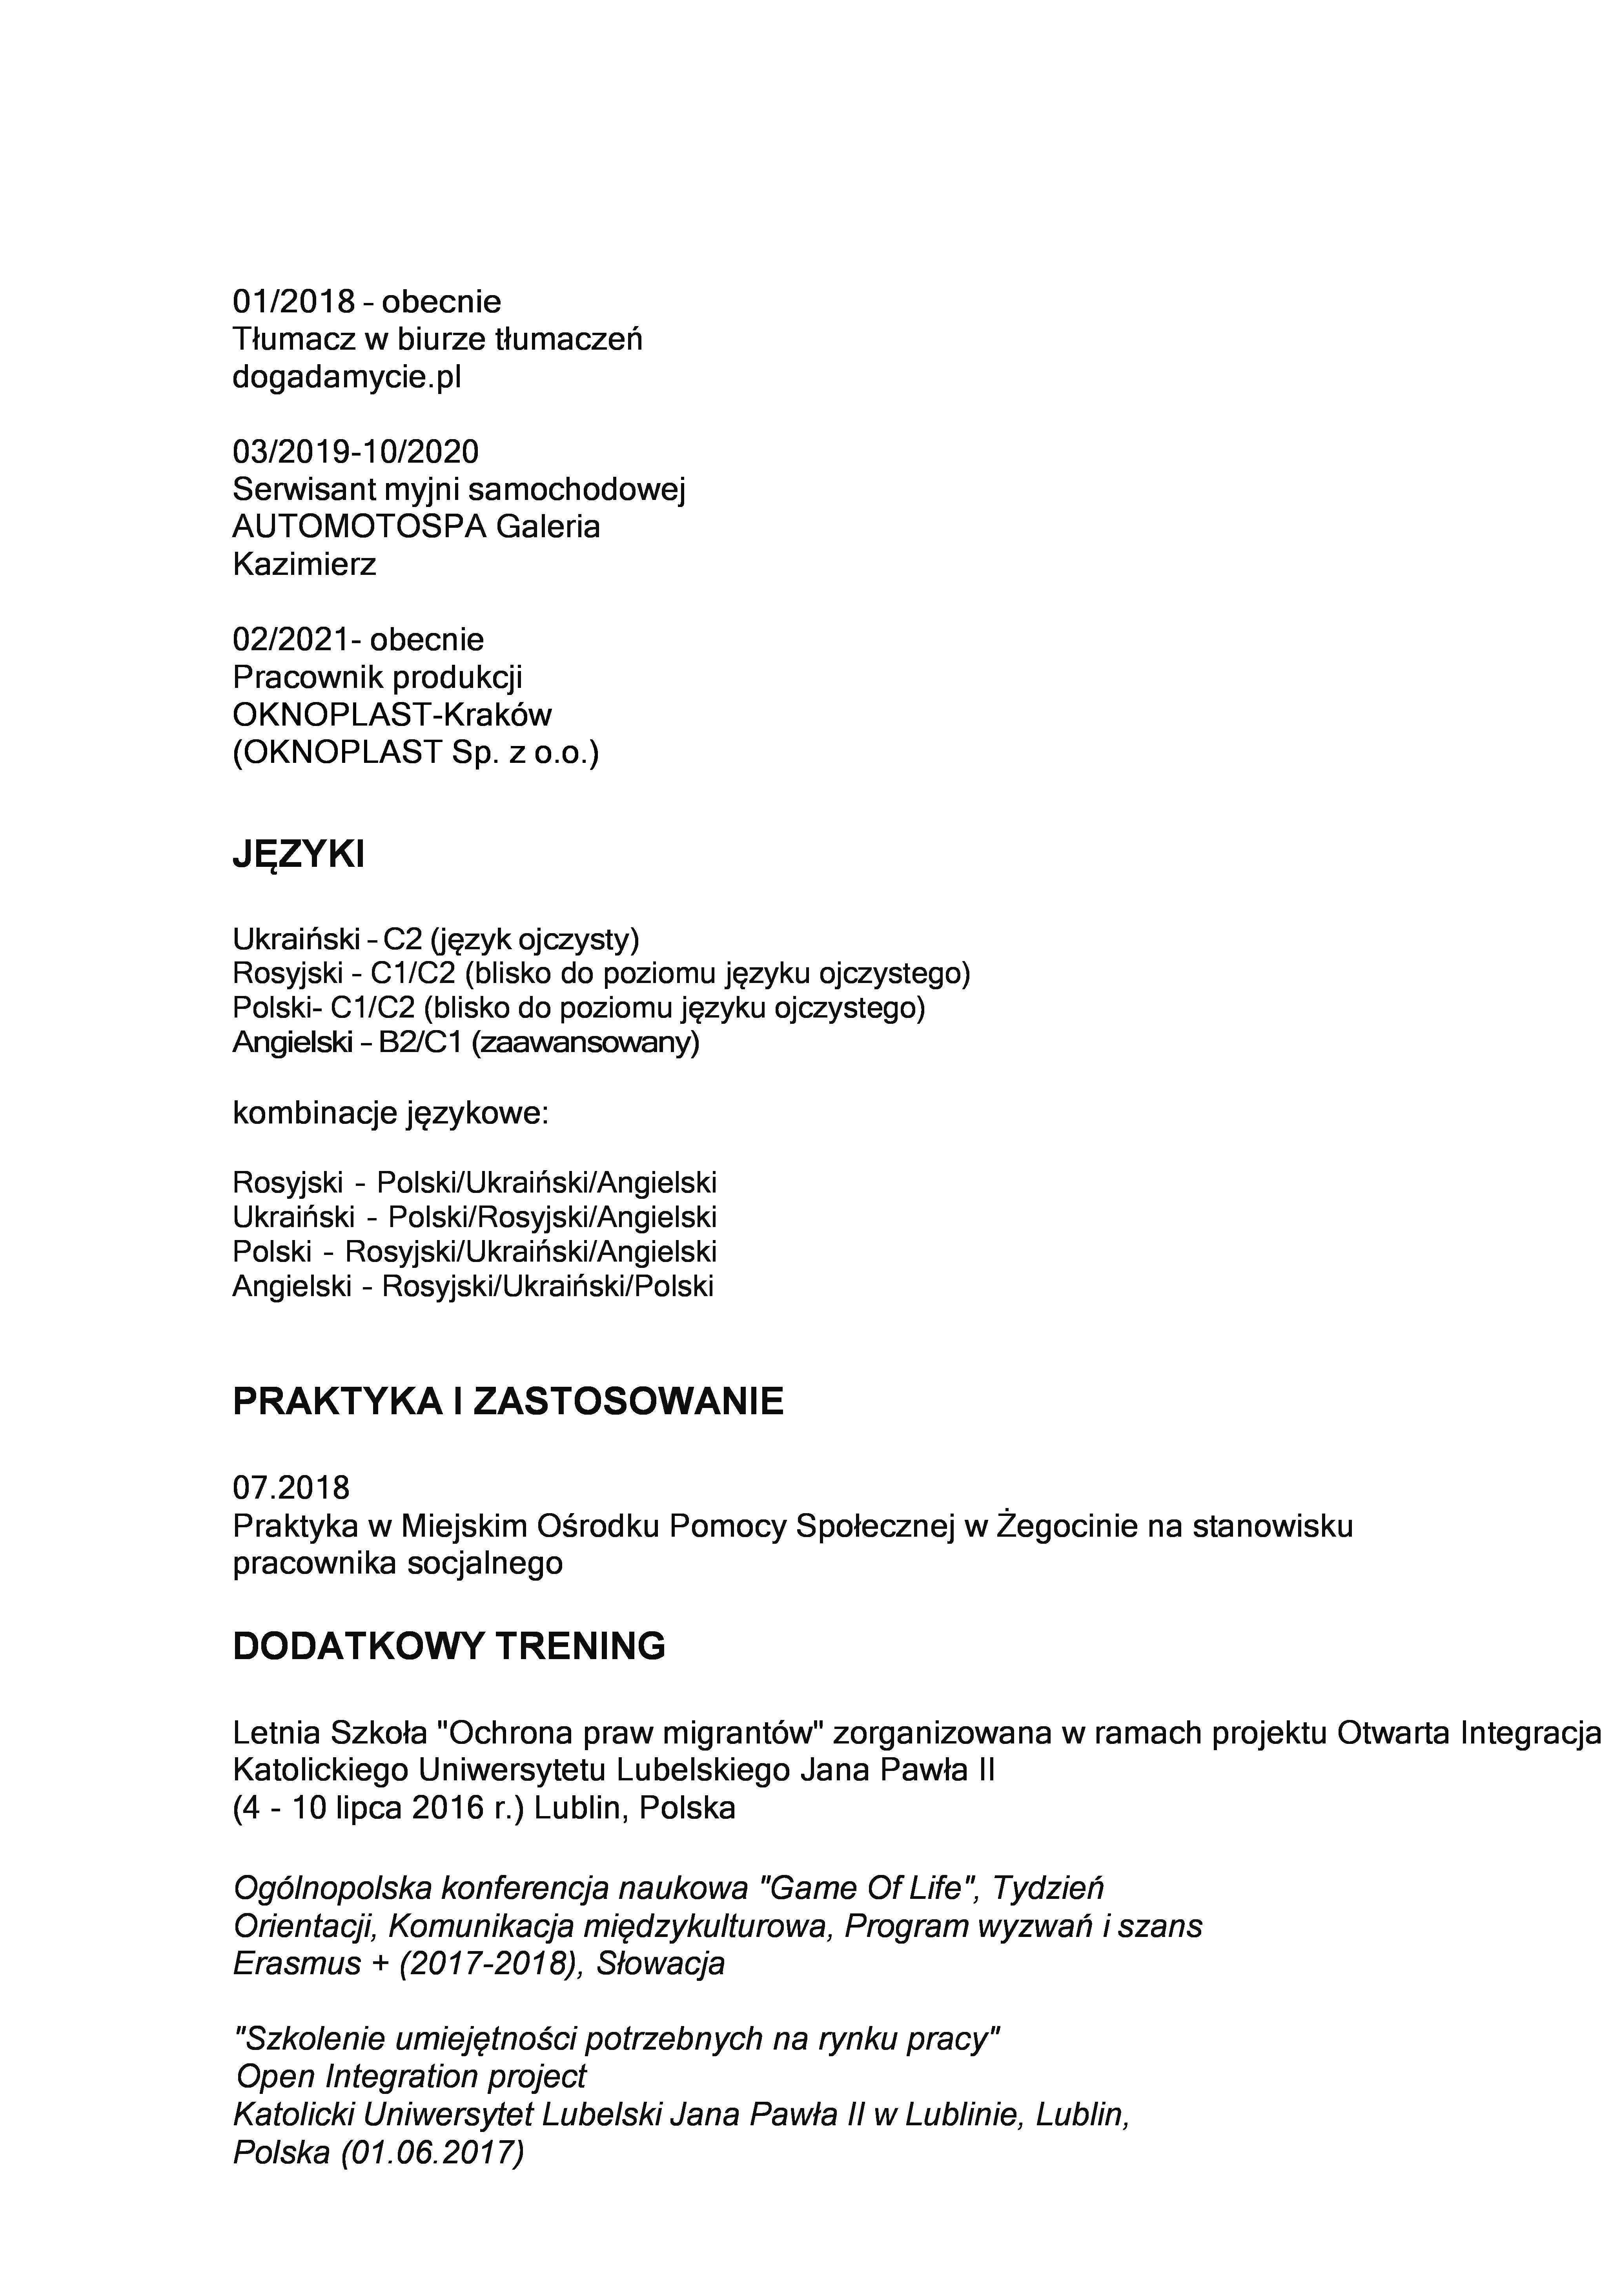 01/2018 – obecnie
Tłumacz w biurze tłumaczeń
dogadamycie.pl
03/2019-10/2020
Serwisant myjni samochodowej
AUTOMOTOSPA Galeria
Kazimierz
02/2021- obecnie
Pracownik produkcji
OKNOPLAST-Kraków
(OKNOPLAST Sp. z o.o.)
JĘZYKI
Ukraiński – C2 (język ojczysty)
Rosyjski – C1/C2 (blisko do poziomu języku ojczystego)
Polski- C1/C2 (blisko do poziomu języku ojczystego)
Angielski – B2/C1 (zaawansowany)
kombinacje językowe:
Rosyjski – Polski/Ukraiński/Angielski
Ukraiński – Polski/Rosyjski/Angielski
Polski – Rosyjski/Ukraiński/Angielski
Angielski – Rosyjski/Ukraiński/Polski
PRAKTYKA I ZASTOSOWANIE
07.2018
Praktyka w Miejskim Ośrodku Pomocy Społecznej w Żegocinie na stanowisku
pracownika socjalnego
DODATKOWY TRENING
Letnia Szkoła "Ochrona praw migrantów" zorganizowana w ramach projektu Otwarta Integracja
Katolickiego Uniwersytetu Lubelskiego Jana Pawła II
(4 - 10 lipca 2016 r.) Lublin, Polska
Ogólnopolska konferencja naukowa "Game Of Life", Tydzień
Orientacji, Komunikacja międzykulturowa, Program wyzwań i szans
Erasmus + (2017-2018), Słowacja
"Szkolenie umiejętności potrzebnych na rynku pracy"
Open Integration project
Katolicki Uniwersytet Lubelski Jana Pawła II w Lublinie, Lublin,
Polska (01.06.2017)